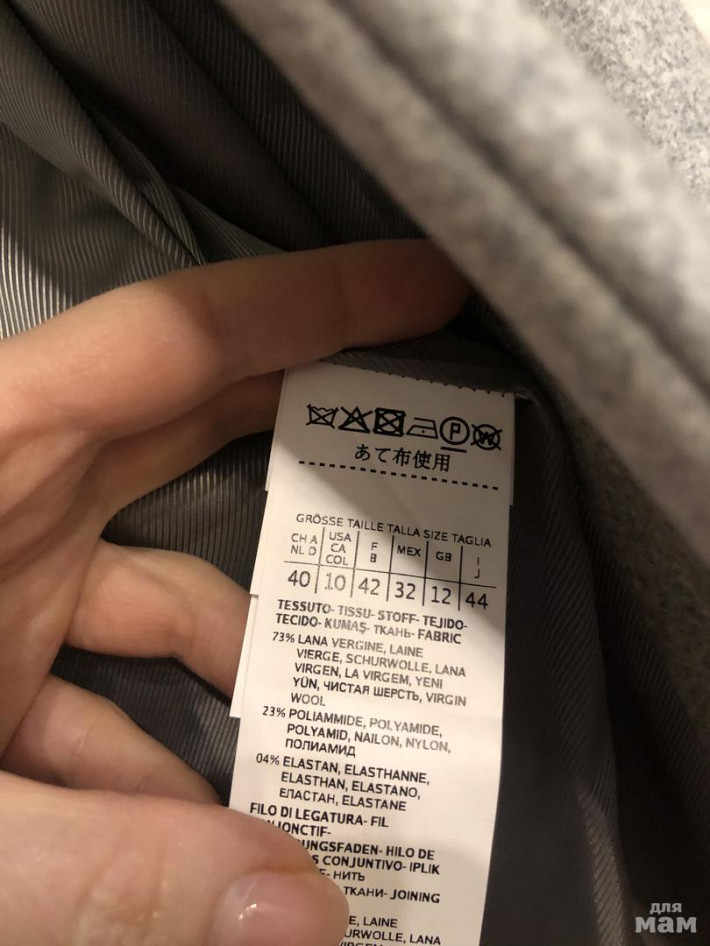 P W
あて布使用
GRÖSSE TAILLE TALLA SIZE TAGLIA
CH A NL D USA CA COL F B MEX GB I J
40 10 42 32 12 44
TESSUTO- TISSU- STOFF- TEJIDO-
TECIDO- KUMAŞ- ТКАНЬ- FABRIC
73% LANA VERGINE, LAINE
VIERGE, SCHURWOLLE, LANA
VIRGEN, LA VIRGEM, YENI
YÜN, ЧИСТАЯ ШЕРСТЬ, VIRGIN
WOOL
23% POLIAMMIDE, POLYAMIDE,
POLYAMID, NAILON, NYLON,
ПОЛИАМИД
04% ELASTAN, ELASTHANNE,
ELASTHAN, ELASTANO,
ЕЛАСТАН, ELASTANE
FILO DI LEGATURA- FIL
HILO DE
CONJUNTIVO- IPLIK
НИТЬ
ТКАНИ- JOINING
LAINE
LANA
для
мам